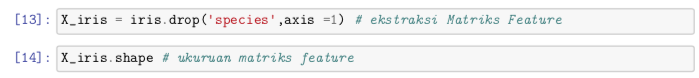 [13]: X_iris = iris.drop('species',axis =1) # ekstraksi Matriks Feature
[14]: X_iris.shape # ukuruan matriks feature